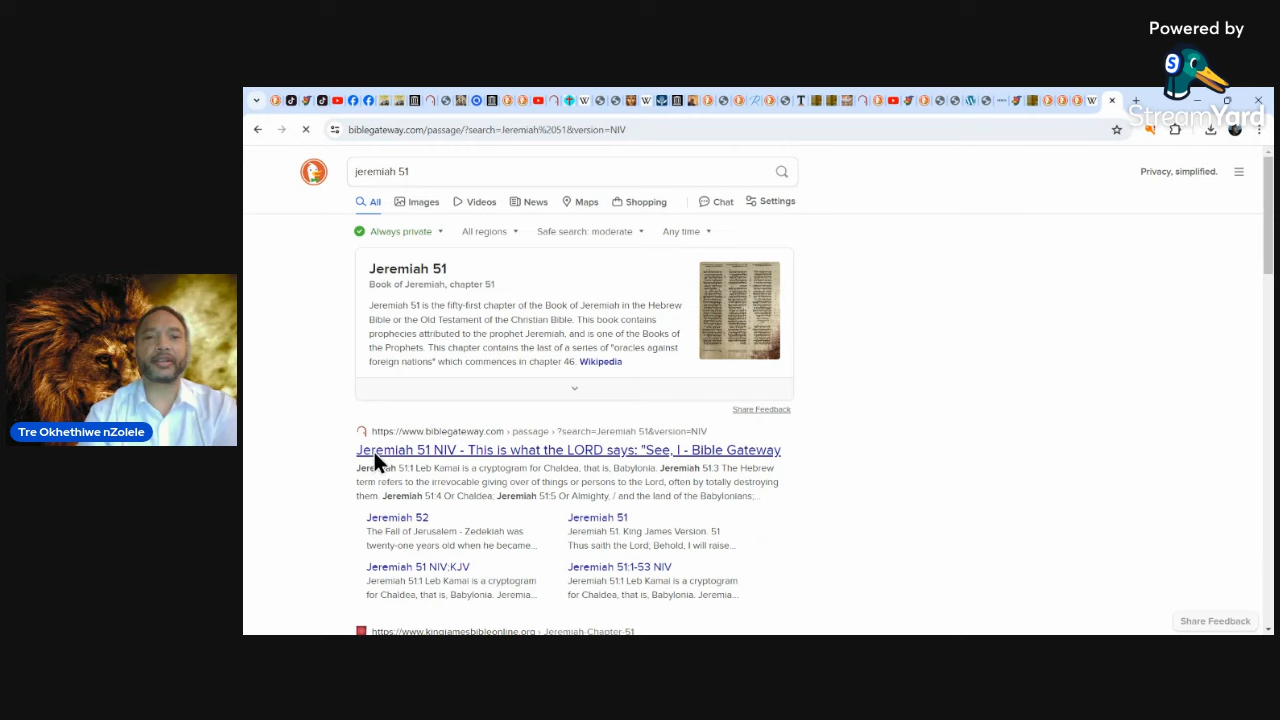 Powered by
S
StreamYard
biblegateway.com/passage/?search=Jeremiah%2051&version=NIV
jeremiah 51
Privacy, simplified.
All Images Videos News Maps Shopping Chat Settings
Always private All regions Safe search: moderate Any time
Jeremiah 51
Book of Jeremiah, chapter 51
Jeremiah 51 is the fifty-first chapter of the Book of Jeremiah in the Hebrew
Bible or the Old Testament of the Christian Bible. This book contains
prophecies attributed to the prophet Jeremiah, and is one of the Books of
the Prophets. This chapter contains the last of a series of "oracles against
foreign nations" which commences in chapter 46. Wikipedia
Share Feedback
https://www.biblegateway.com › passage › ?search=Jeremiah 51&version=NIV
Jeremiah 51 NIV - This is what the LORD says: "See, I - Bible Gateway
Jeremiah 51:1 Leb Kamai is a cryptogram for Chaldea, that is, Babylonia. Jeremiah 51:3 The Hebrew
term refers to the irrevocable giving over of things or persons to the Lord, often by totally destroying
them. Jeremiah 51:4 Or Chaldea; Jeremiah 51:5 Or Almighty, / and the land of the Babylonians;...
Jeremiah 52
The Fall of Jerusalem - Zedekiah was
twenty-one years old when he became...
Jeremiah 51
Jeremiah 51. King James Version. 51
Thus saith the Lord; Behold, I will raise...
Jeremiah 51 NIV;KJV
Jeremiah 51:1 Leb Kamai is a cryptogram
for Chaldea, that is, Babylonia. Jeremia...
Jeremiah 51:1-53 NIV
Jeremiah 51:1 Leb Kamai is a cryptogram
for Chaldea, that is, Babylonia. Jeremia...
https://www.kingjamesbibleonline.org › Jeremiah-Chapter-51
Share Feedback
Tre Okhethiwe nZolele